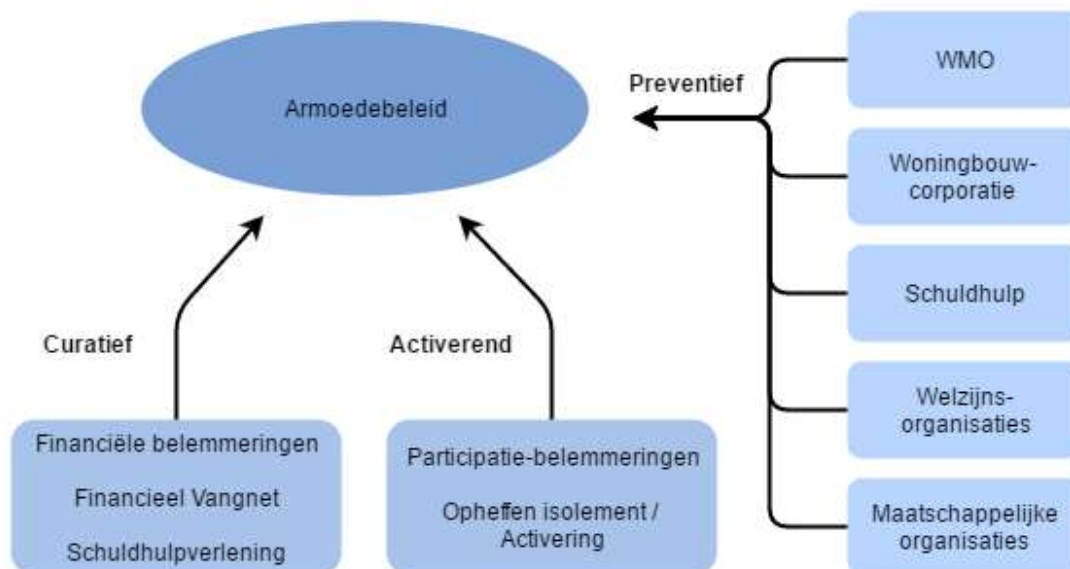 Armoedebeleid
Preventief
WMO
Woningbouw-
corporatie
Schuldhulp
Welzijns-
organisaties
Maatschappelijke
organisaties
Curatief
Activerend
Financiële belemmeringen
Financieel Vangnet
Schuldhulpverlening
Participatie-belemmeringen
Opheffen isolement /
Activering